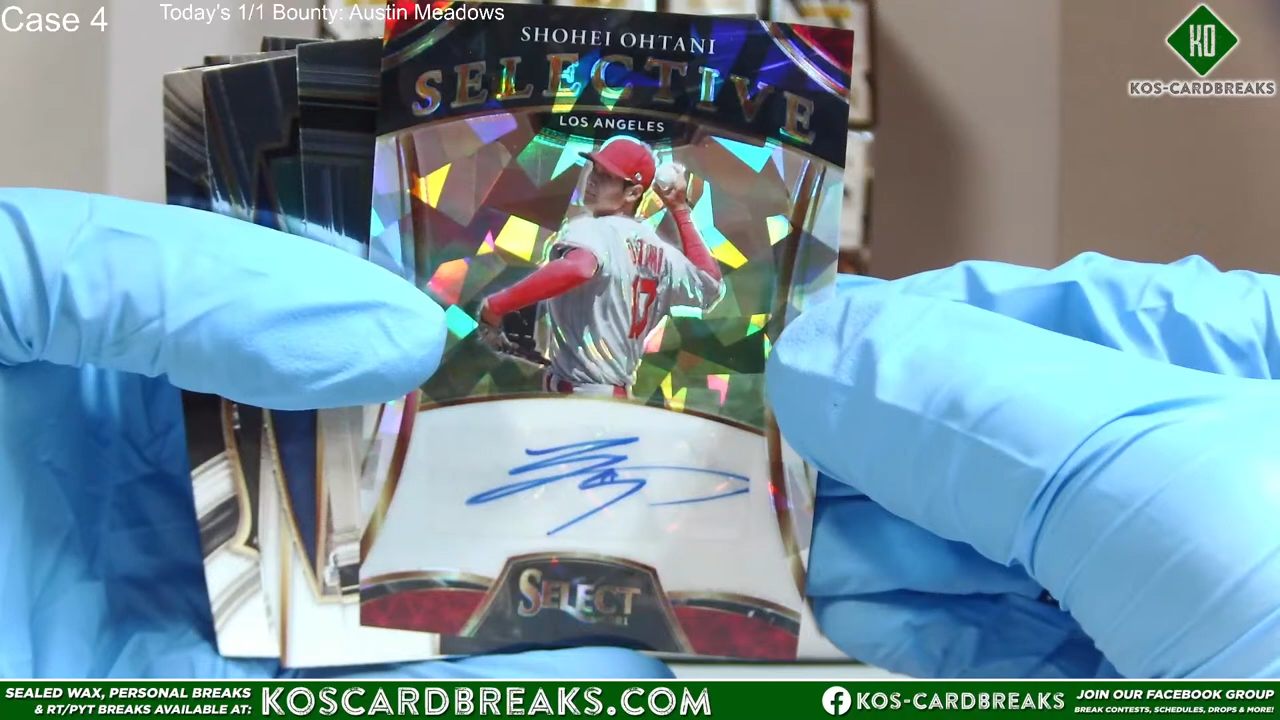 Case 4
Today's 1/1 Bounty: Austin Meadows
KO
KOS-CARDBREAKS
SHOHEI OHTANI
SELECTIVE
LOS ANGELES
17
SELECT
SEALED WAX, PERSONAL BREAKS
& RT/PYT BREAKS AVAILABLE AT:
KOSCARDBREAKS.COM
KOS-CARDBREAKS
JOIN OUR FACEBOOK GROUP
BREAK CONTESTS, SCHEDULES, DROPS & MORE!